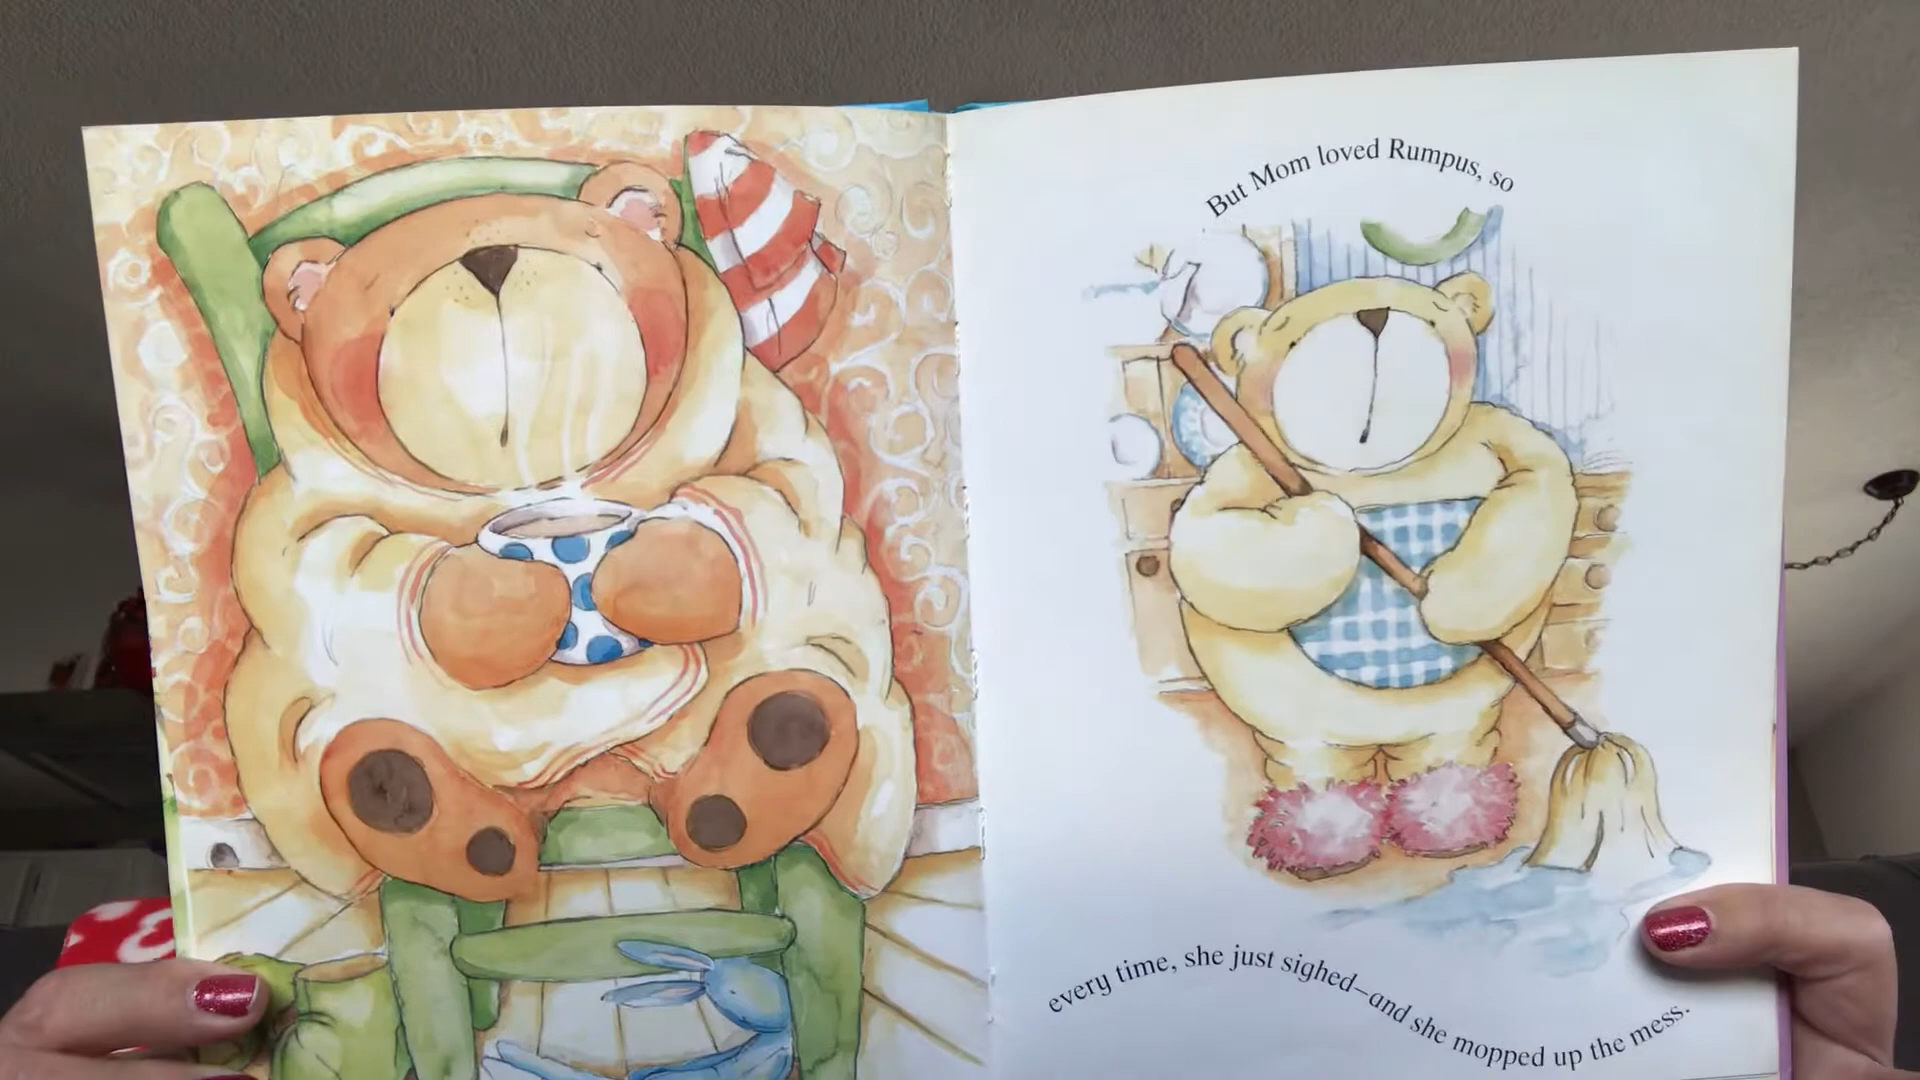 But Mom loved Rumpus, so
every time, she just sighed–and she mopped up the mess.